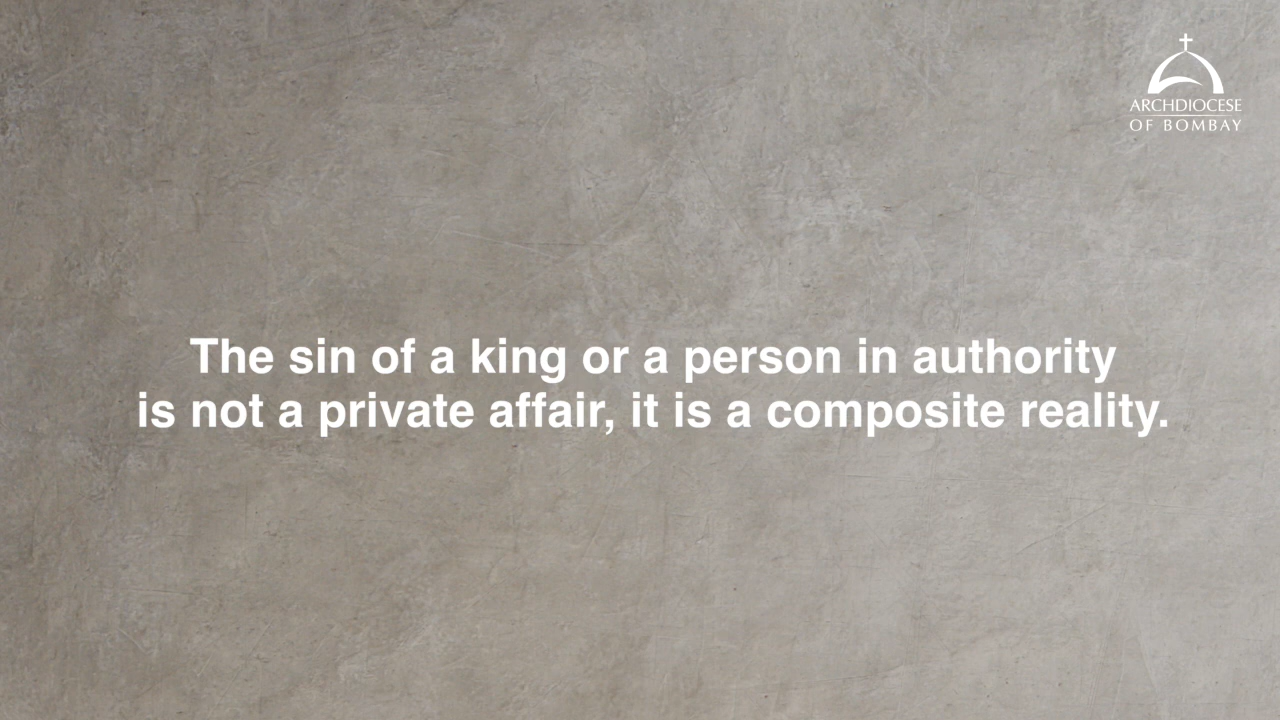 ARCHDIOCESE
OF BOMBAY
The sin of a king or a person in authority
is not a private affair, it is a composite reality.